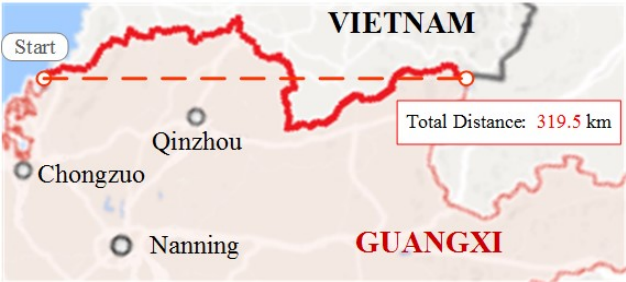 VIETNAM
Start
Total Distance: 319.5 km
Qinzhou
Chongzuo
Nanning
GUANGXI